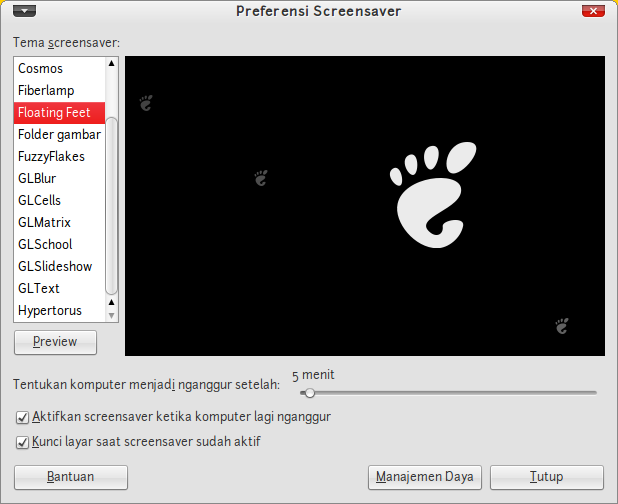 Preferensi Screensaver
Tema screensaver:
Cosmos
Fiberlamp
Floating Feet
Folder gambar
FuzzyFlakes
GLBlur
GLCells
GLMatrix
GLSchool
GLSlideshow
GLText
Hypertorus
Preview
Tentukan komputer menjadi nganggur setelah: 5 menit
Aktifkan screensaver ketika komputer lagi nganggur
Kunci layar saat screensaver sudah aktif
Bantuan Manajemen Daya Tutup